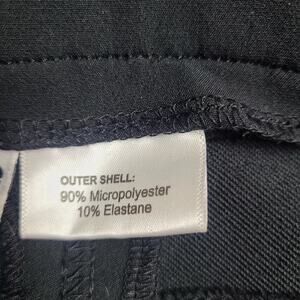 OUTER SHELL:
90% Micropolyester
10% Elastane